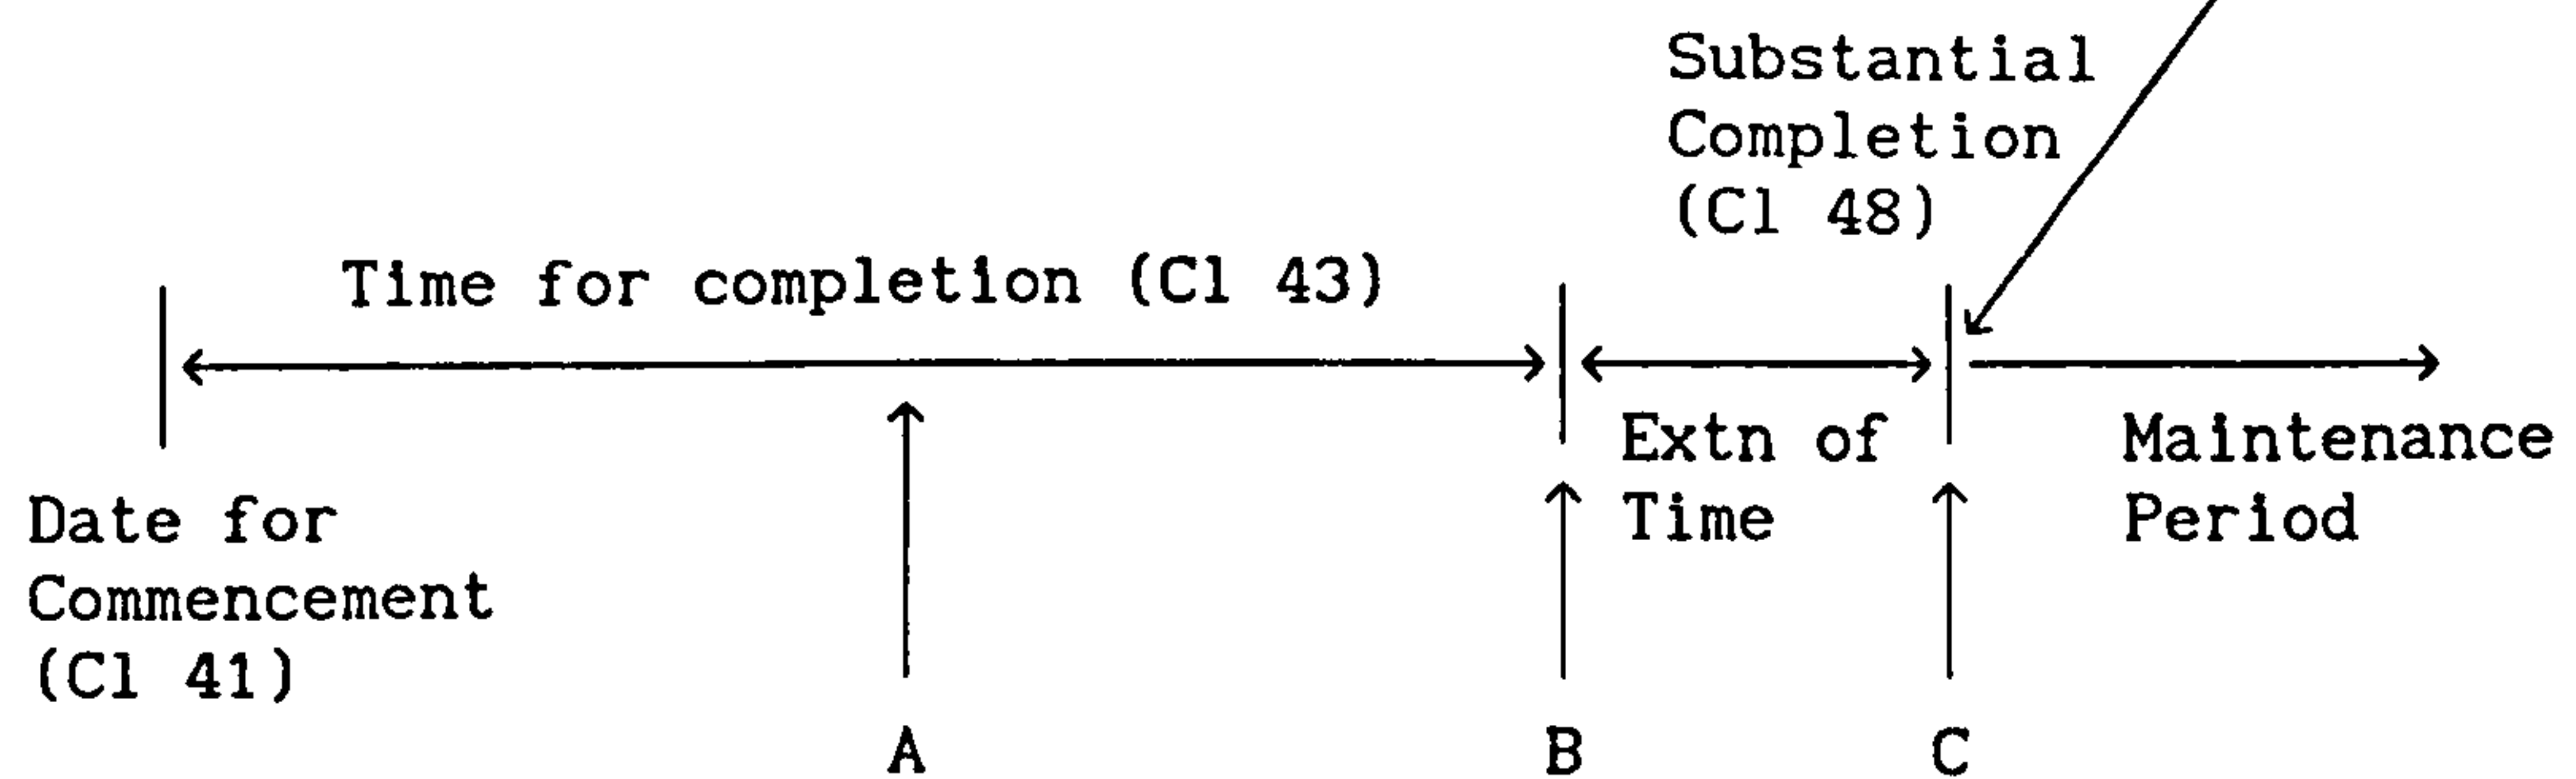 Substantial
Completion
(Cl 48)
Time for completion (Cl 43)
Extn of
Time
Maintenance
Period
Date for
Commencement
(Cl 41)
A
B
C